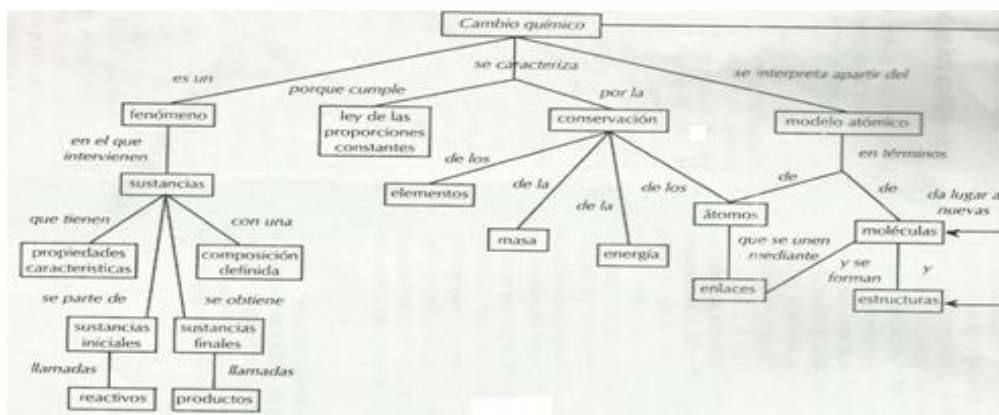 Cambio químico
es un
se caracteriza
se interpreta apartir del
porque cumple
por la
fenómeno
ley de las
proporciones
constantes
conservación
modelo atómico
en el que
intervienen
de los
de la
de la
de los
en términos
de
de
sustancias
elementos
átomos
da lugar a
nuevas
que tienen
con una
masa
energía
moléculas
propiedades
características
composición
definida
que se unen
mediante
y se
forman
y
enlaces
estructuras
se parte de
se obtiene
sustancias
iniciales
sustancias
finales
llamadas
llamadas
reactivos
productos